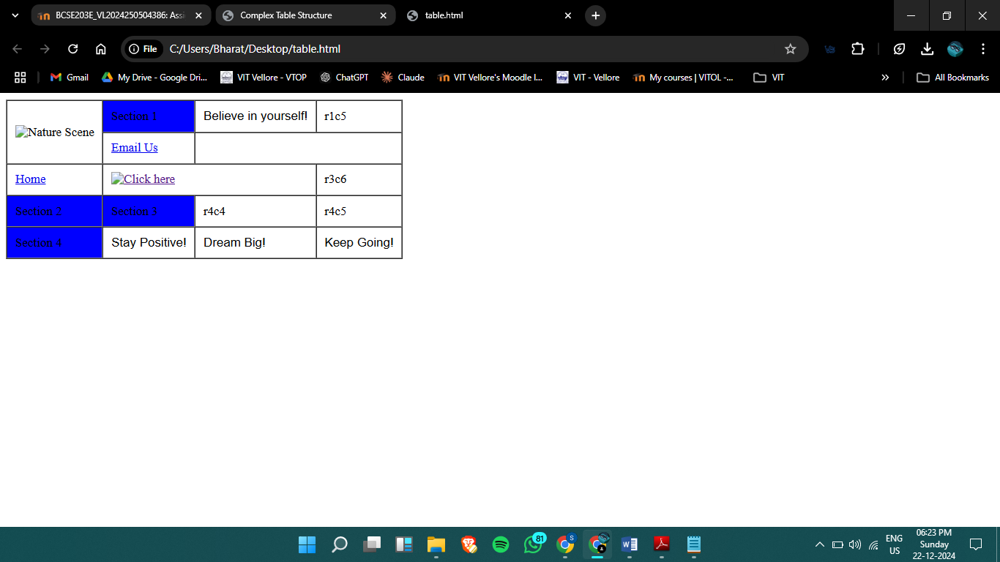 BCSE203E_VL2024250504386: Assi
Complex Table Structure
table.html
File
C:/Users/Bharat/Desktop/table.html
Gmail
My Drive - Google Dri...
VIT Vellore - VTOP
ChatGPT
Claude
VIT Vellore's Moodle I...
VIT - Vellore
My courses | VITOL -...
VIT
»
All Bookmarks
Nature Scene
Section 1
Believe in yourself!
r1c5
Email Us
Home
Click here
r3c6
Section 2
Section 3
r4c4
r4c5
Section 4
Stay Positive!
Dream Big!
Keep Going!
81
S
ENG
US
06:23 PM
Sunday
22-12-2024